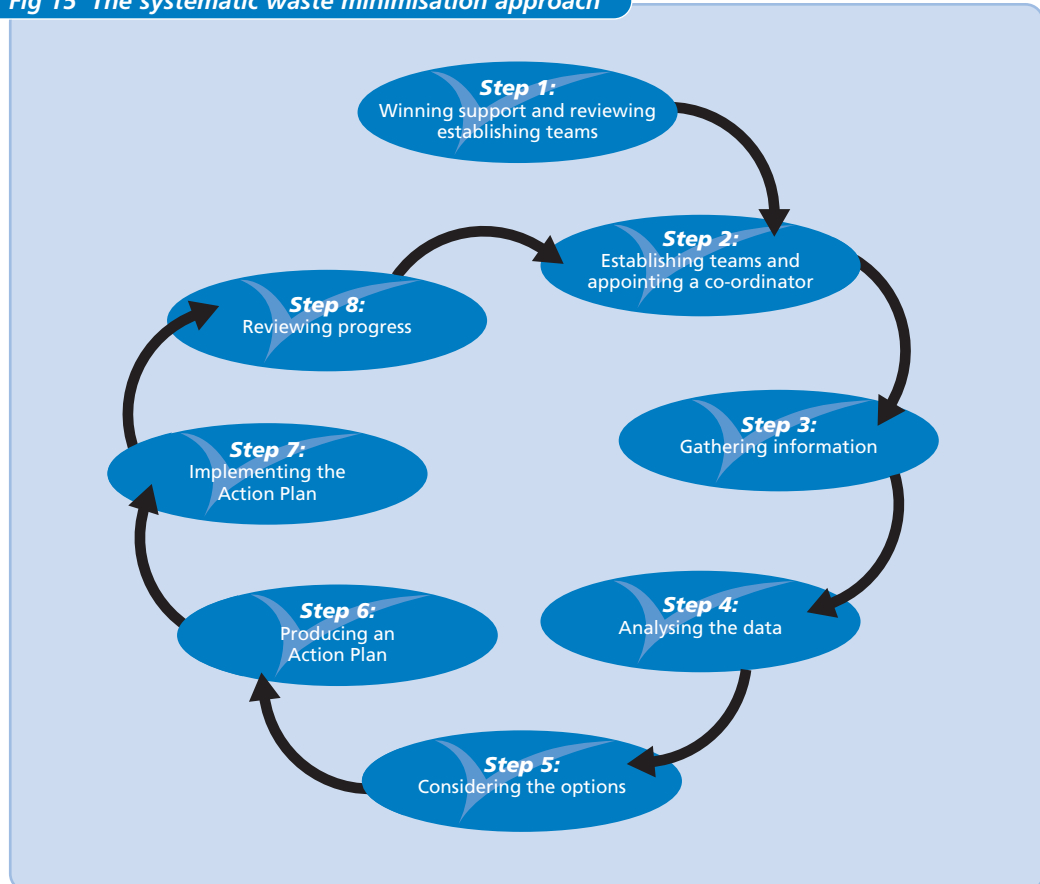 Fig 15 The systematic waste minimisation approach
Step 1:
Winning support and reviewing
establishing teams
Step 2:
Establishing teams and
appointing a co-ordinator
Step 3:
Gathering information
Step 4:
Analysing the data
Step 5:
Considering the options
Step 6:
Producing an
Action Plan
Step 7:
Implementing the
Action Plan
Step 8:
Reviewing progress